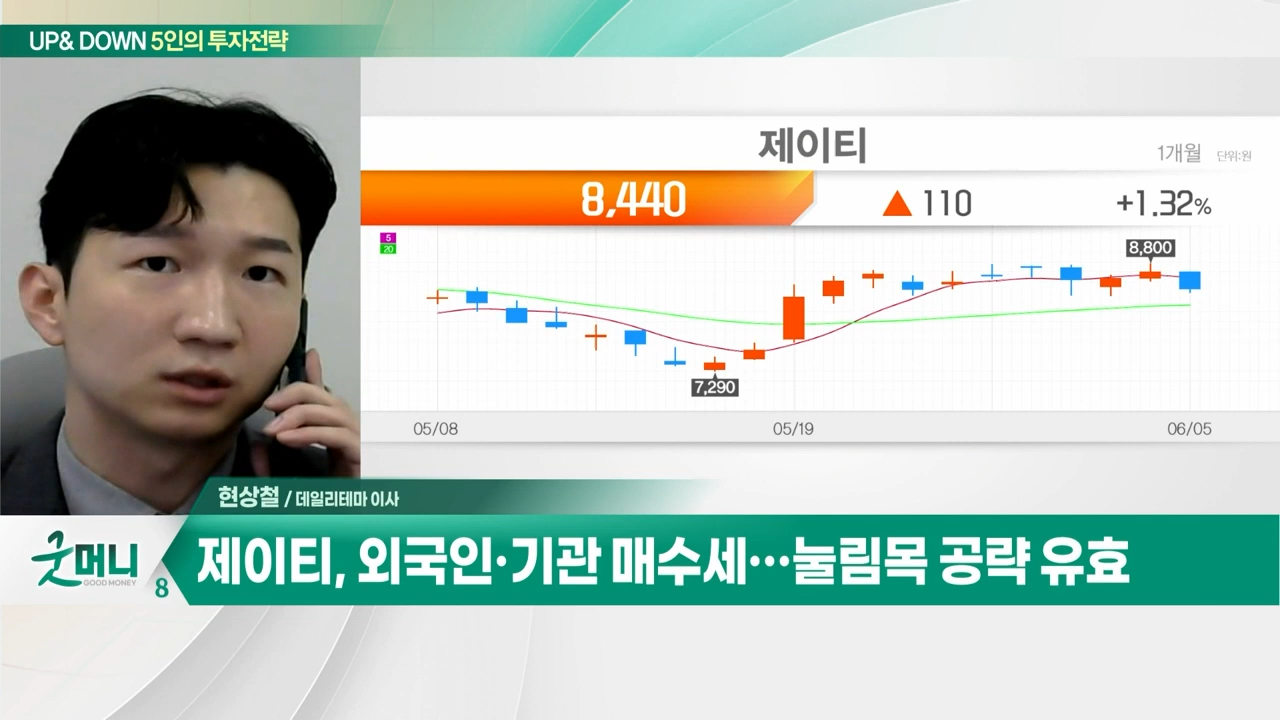 UP& DOWN 5인의 투자전략
제이티
1개월 단위:원
8,440 ▲ 110 +1.32%
5
20
8,800
7,290
05/08 05/19 06/05
현상철 / 데일리테마 이사
제이티, 외국인·기관 매수세…눌림목 공략 유효
굿머니
GOOD MONEY
8